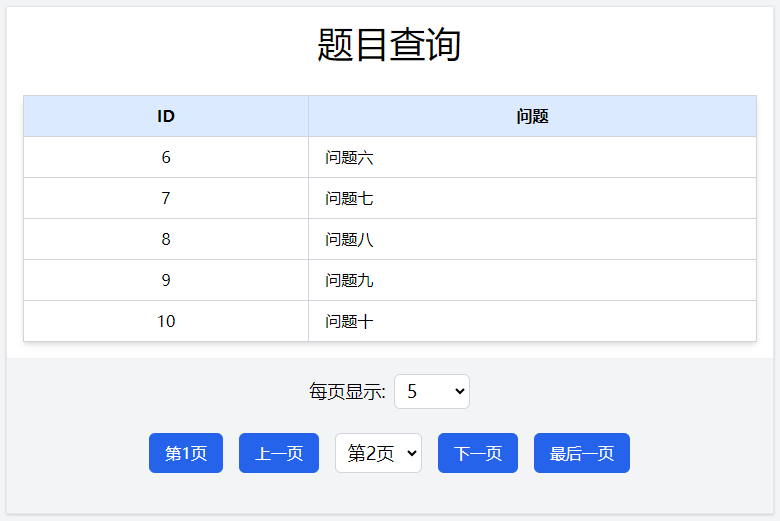 题目查询
ID 问题
6 问题六
7 问题七
8 问题八
9 问题九
10 问题十
每页显示: 5
第1页 上一页 第2页 下一页 最后一页